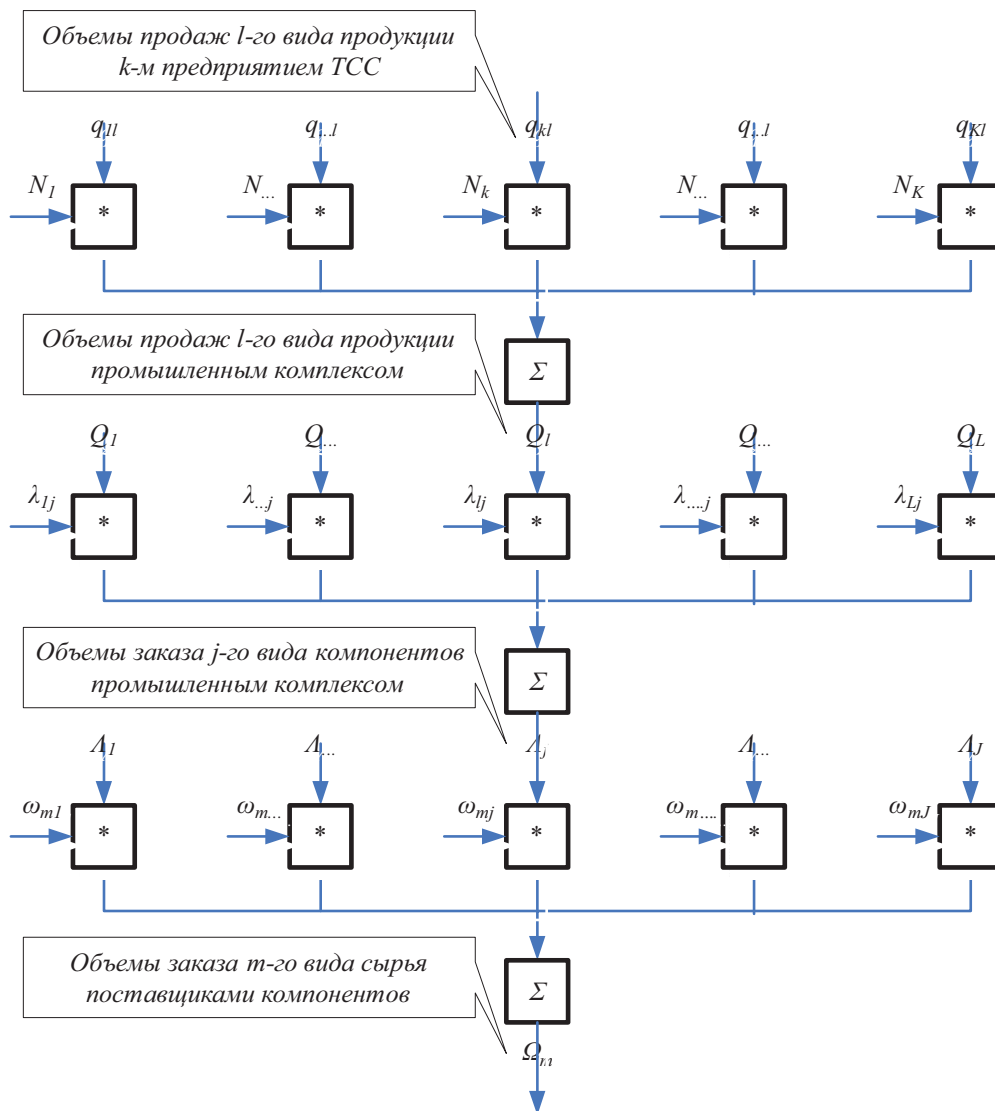 Объемы продаж l-го вида продукции
k-м предприятием ТСС
q1l q...l qkl q...l qKl
N1 N... Nk N... NK
* * * * *
Объемы продаж l-го вида продукции
промышленным комплексом
Σ
Q1 Q... Ql Q... QL
λ1j λ...j λlj λ....j λLj
* * * * *
Объемы заказа j-го вида компонентов
промышленным комплексом
Σ
Λ1 Λ... Λj Λ... ΛJ
ωm1 ωm... ωmj ωm.... ωmJ
* * * * *
Объемы заказа m-го вида сырья
поставщиками компонентов
Σ
Ωm